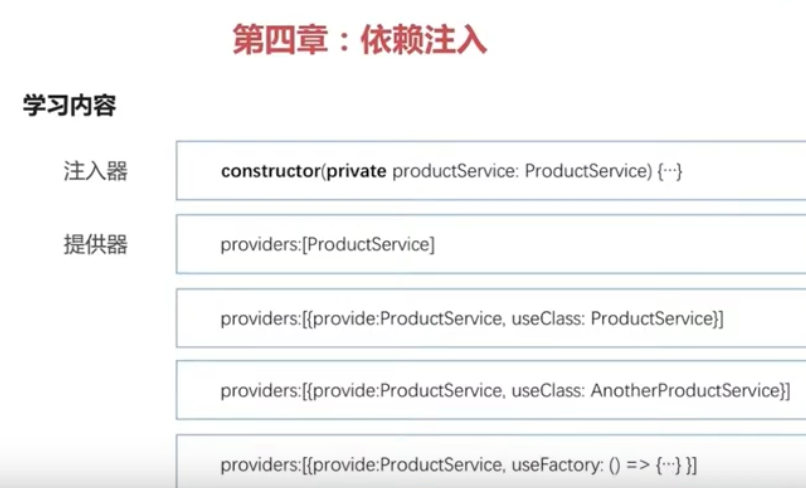 第四章：依赖注入
学习内容
注入器
constructor(private productService: ProductService) {···}
提供器
providers:[ProductService]
providers:[{provide:ProductService, useClass: ProductService}]
providers:[{provide:ProductService, useClass: AnotherProductService}]
providers:[{provide:ProductService, useFactory: () => {···} }]